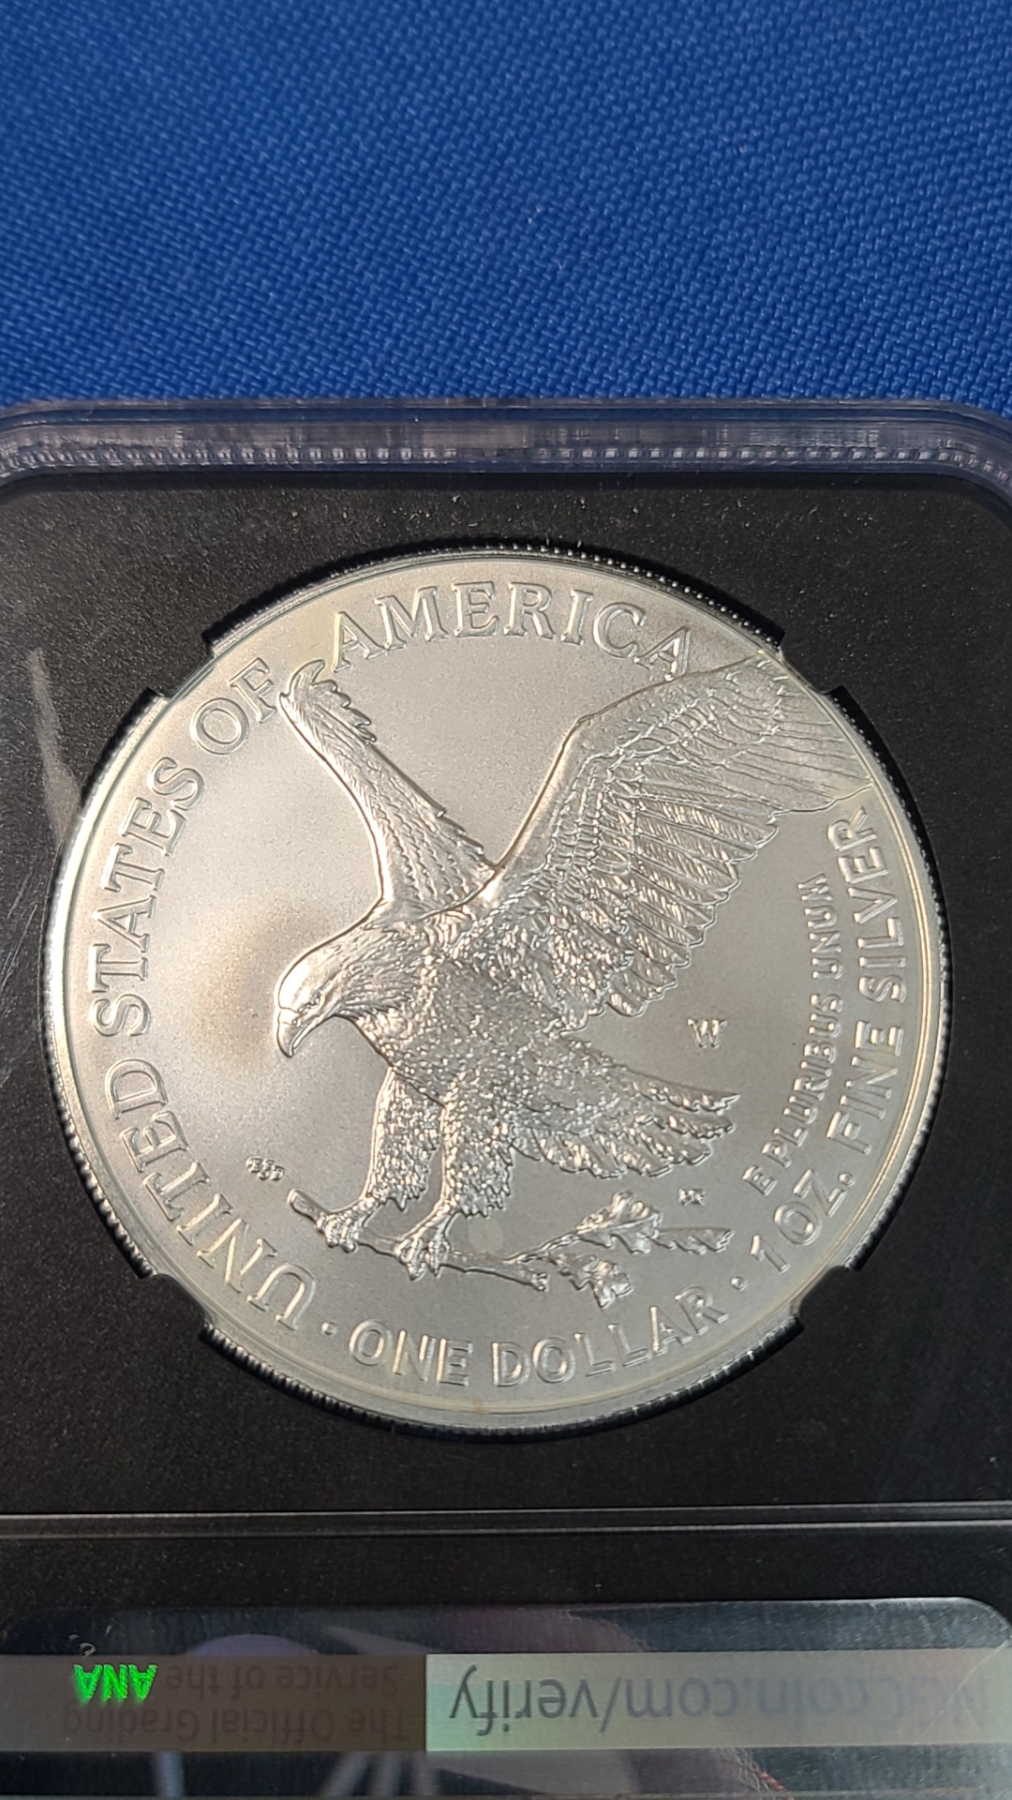 UNITED STATES OF AMERICA
W
E PLURIBUS UNUM
1 OZ. FINE SILVER
· ONE DOLLAR ·
NGCcoin.com/verify
The Official Grading
Service of the ANA